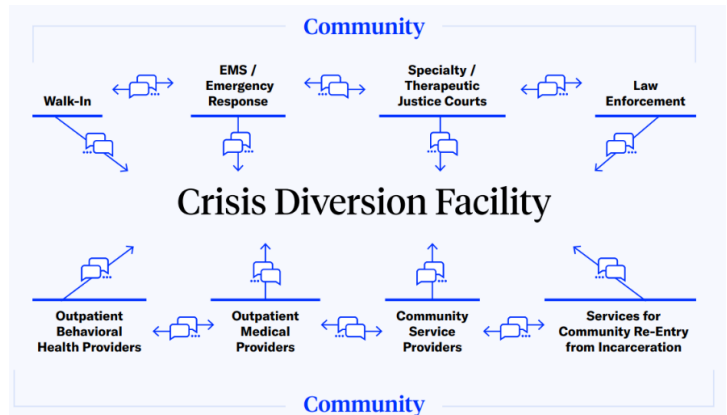 Community
Walk-In
EMS /
Emergency
Response
Specialty /
Therapeutic
Justice Courts
Law
Enforcement
Crisis Diversion Facility
Outpatient
Behavioral
Health Providers
Outpatient
Medical
Providers
Community
Service
Providers
Services for
Community Re-Entry
from Incarceration
Community